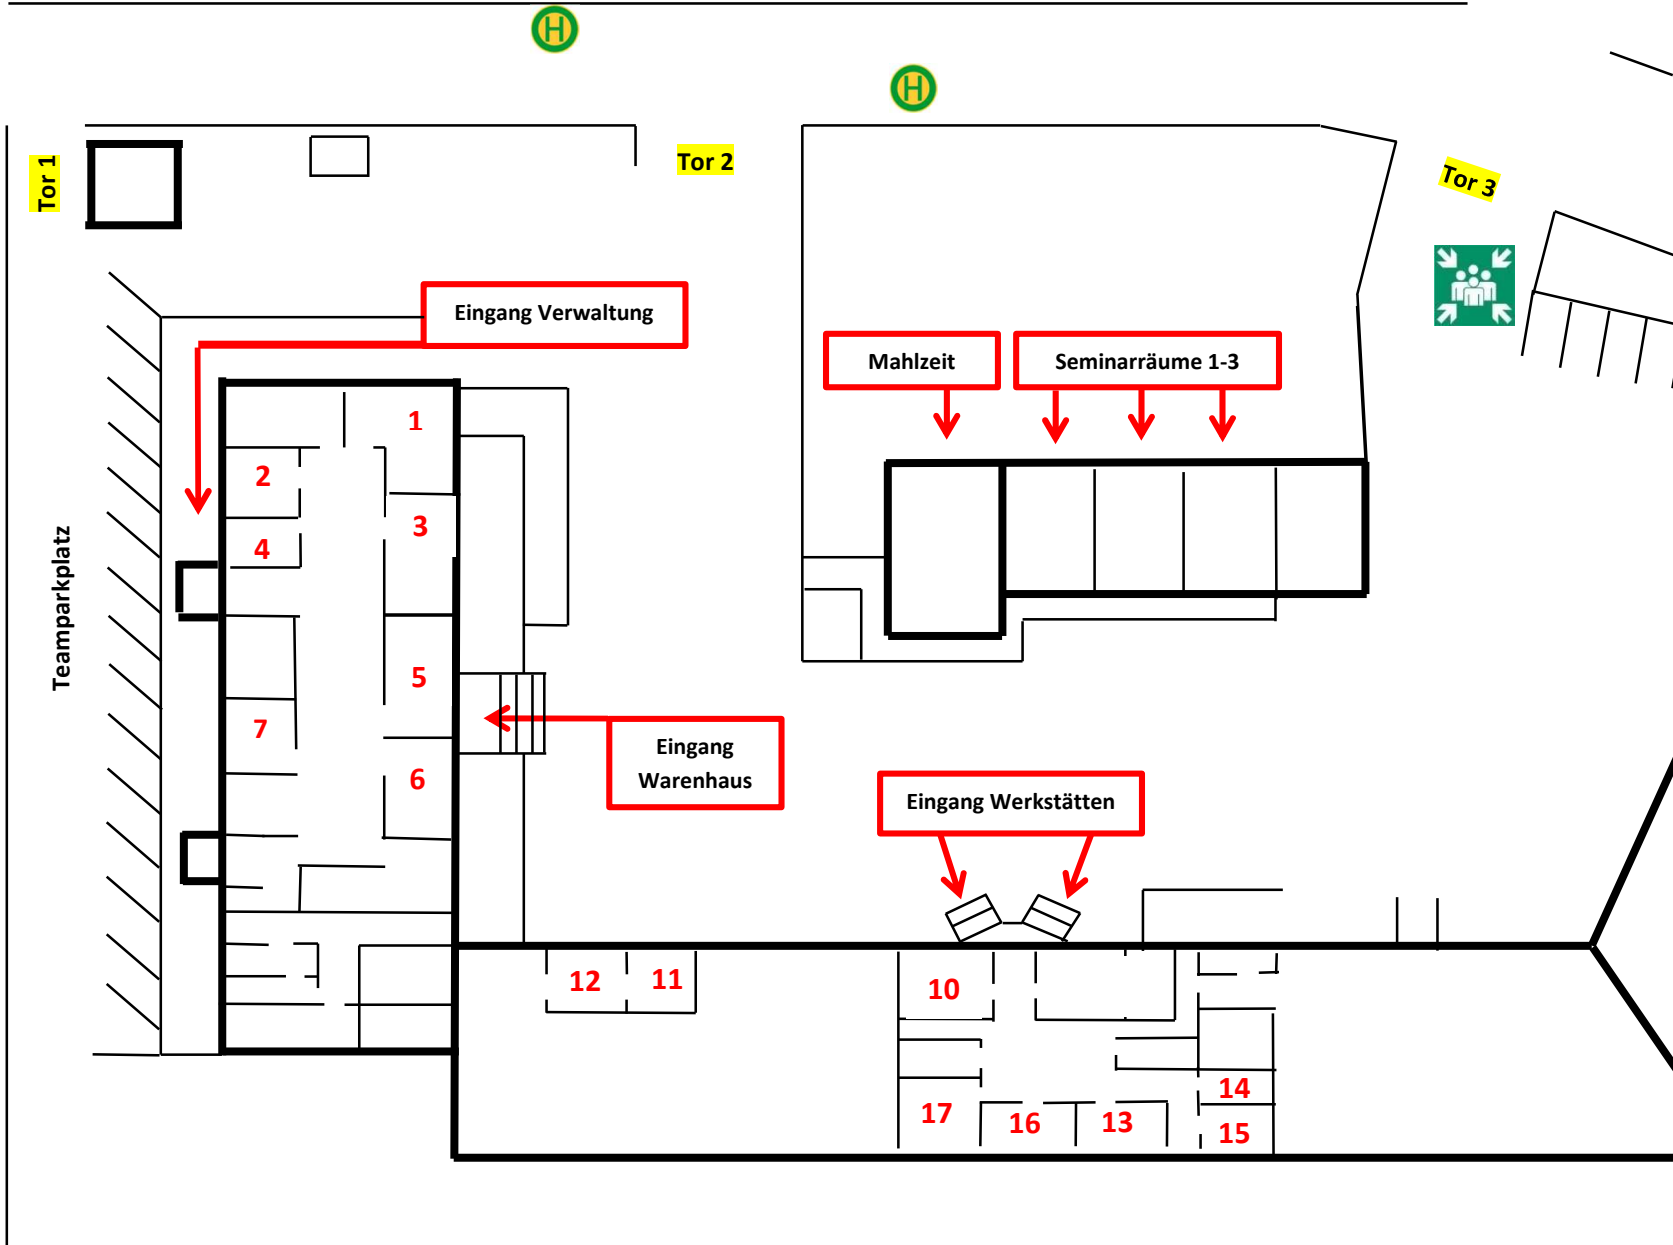 H
H
Tor 1
Tor 2
Tor 3
Eingang Verwaltung
Mahlzeit
Seminarräume 1-3
1
2
3
4
Teamparkplatz
5
7
6
Eingang
Warenhaus
Eingang Werkstätten
12
11
10
14
17
16
13
15